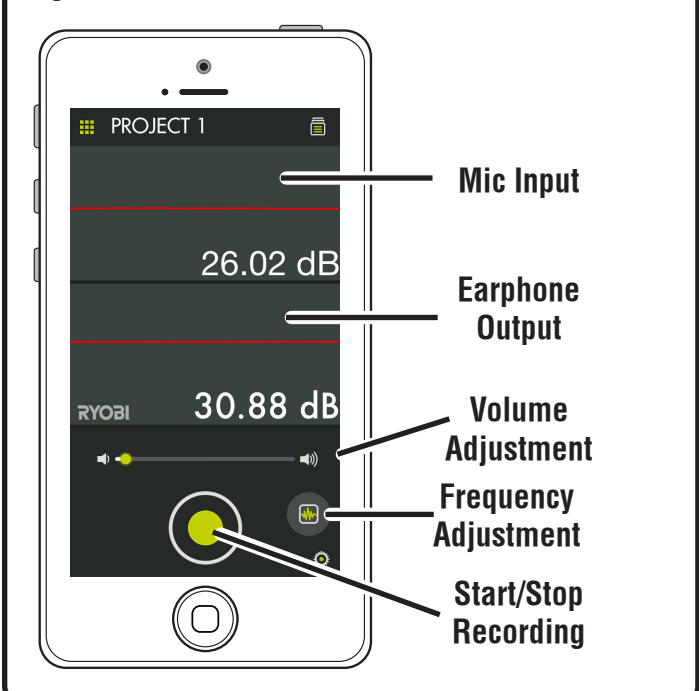 PROJECT 1
Mic Input
26.02 dB
Earphone
Output
RYOBI
30.88 dB
Volume
Adjustment
Frequency
Adjustment
Start/Stop
Recording